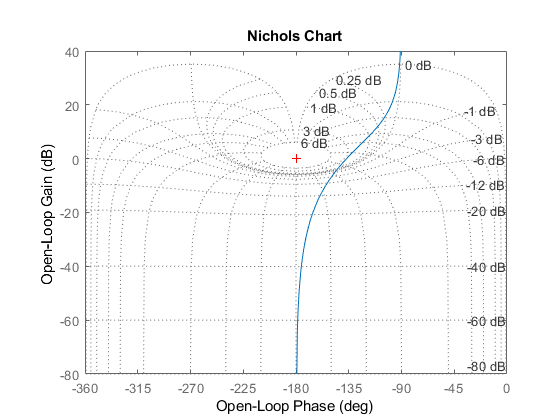 Nichols Chart
Open-Loop Gain (dB)
40
20
0
-20
-40
-60
-80
0 dB
0.25 dB
0.5 dB
1 dB
3 dB
6 dB
-1 dB
-3 dB
-6 dB
-12 dB
-20 dB
-40 dB
-60 dB
-80 dB
-360 -315 -270 -225 -180 -135 -90 -45 0
Open-Loop Phase (deg)